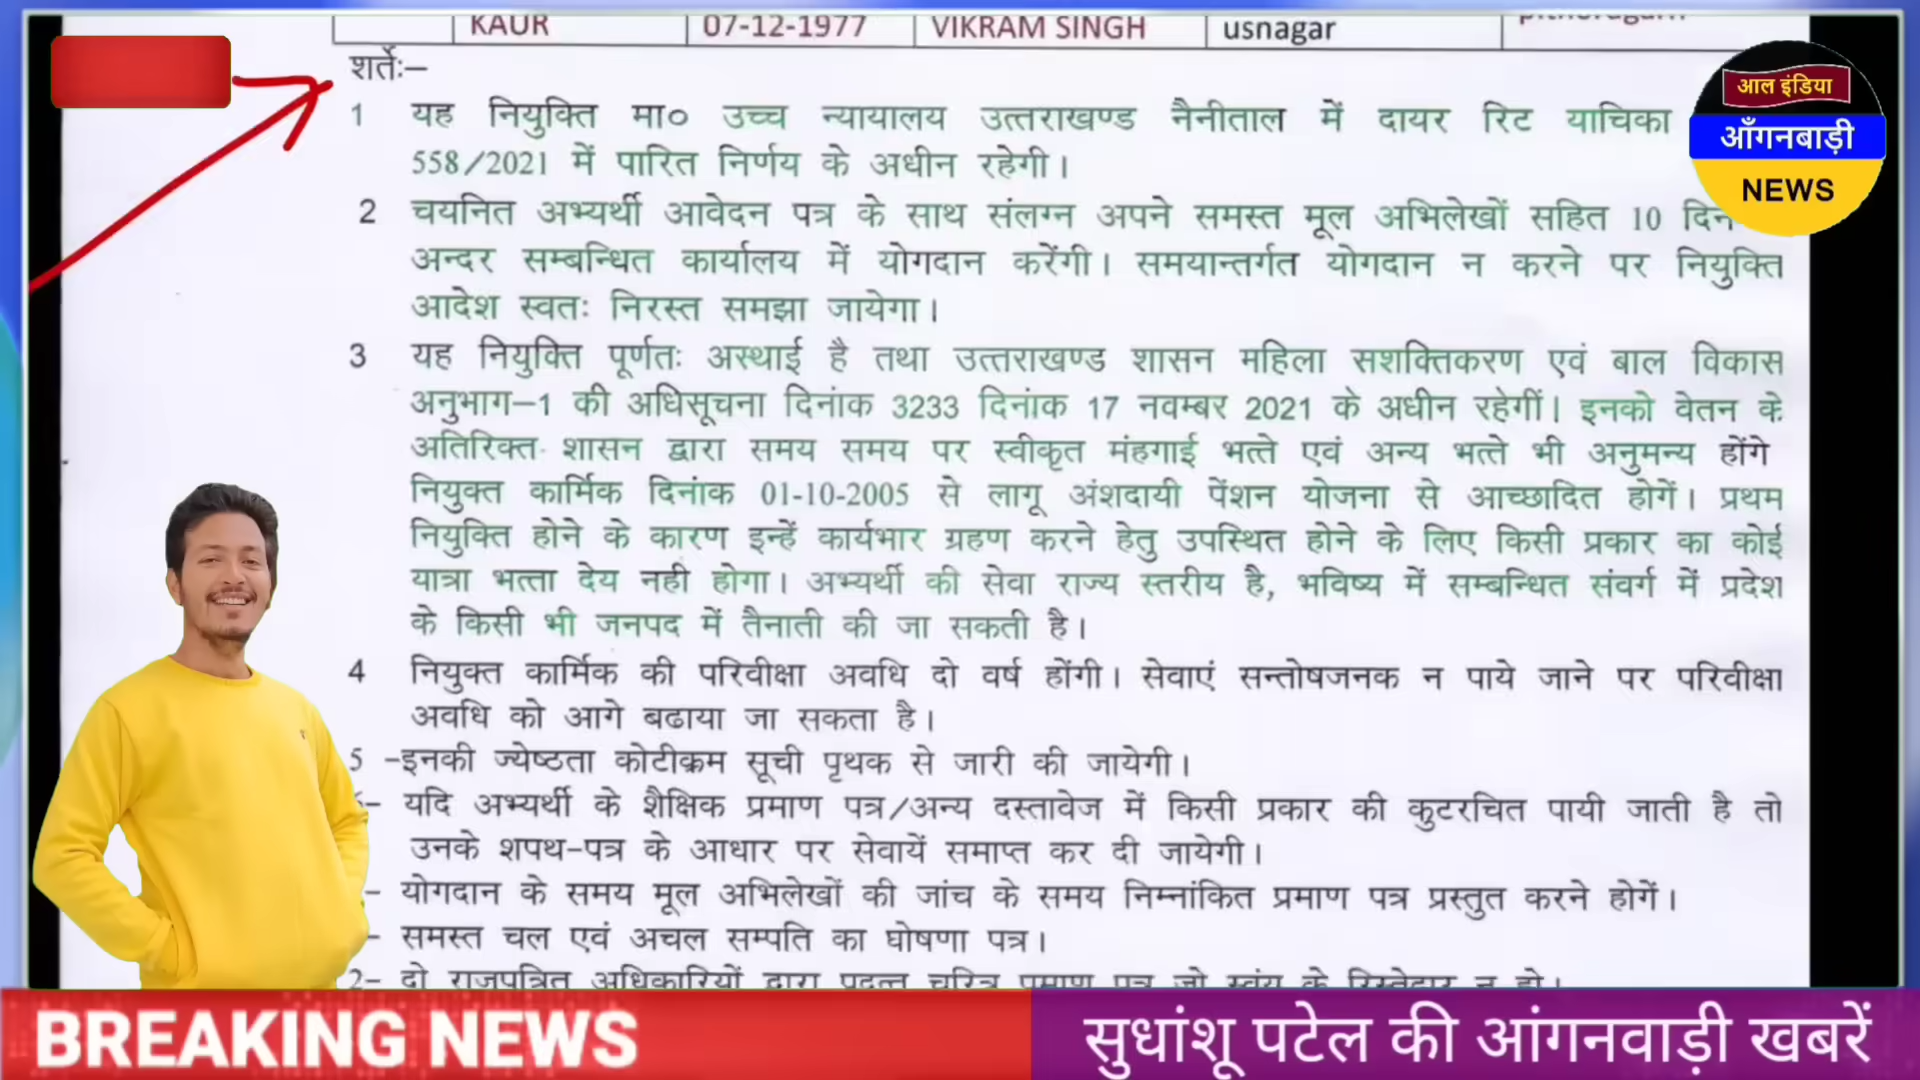 KAUR 07-12-1977 VIKRAM SINGH usnagar
शर्तेः–
1 यह नियुक्ति मा० उच्च न्यायालय उत्तराखण्ड नैनीताल में दायर रिट याचिका
558/2021 में पारित निर्णय के अधीन रहेगी।
2 चयनित अभ्यर्थी आवेदन पत्र के साथ संलग्न अपने समस्त मूल अभिलेखों सहित 10 दिन
अन्दर सम्बन्धित कार्यालय में योगदान करेंगी। समयान्तर्गत योगदान न करने पर नियुक्ति
आदेश स्वतः निरस्त समझा जायेगा।
3 यह नियुक्ति पूर्णतः अस्थाई है तथा उत्तराखण्ड शासन महिला सशक्तिकरण एवं बाल विकास
अनुभाग–1 की अधिसूचना दिनांक 3233 दिनांक 17 नवम्बर 2021 के अधीन रहेगीं। इनको वेतन के
अतिरिक्त शासन द्वारा समय समय पर स्वीकृत मंहगाई भत्ते एवं अन्य भत्ते भी अनुमन्य होंगे
नियुक्त कार्मिक दिनांक 01-10-2005 से लागू अंशदायी पेंशन योजना से आच्छादित होगें। प्रथम
नियुक्ति होने के कारण इन्हें कार्यभार ग्रहण करने हेतु उपस्थित होने के लिए किसी प्रकार का कोई
यात्रा भत्ता देय नही होगा। अभ्यर्थी की सेवा राज्य स्तरीय है, भविष्य में सम्बन्धित संवर्ग में प्रदेश
के किसी भी जनपद में तैनाती की जा सकती है।
4 नियुक्त कार्मिक की परिवीक्षा अवधि दो वर्ष होंगी। सेवाएं सन्तोषजनक न पाये जाने पर परिवीक्षा
अवधि को आगे बढाया जा सकता है।
5 –इनकी ज्येष्ठता कोटीक्रम सूची पृथक से जारी की जायेगी।
– यदि अभ्यर्थी के शैक्षिक प्रमाण पत्र/अन्य दस्तावेज में किसी प्रकार की कुटरचित पायी जाती है तो
उनके शपथ-पत्र के आधार पर सेवायें समाप्त कर दी जायेगी।
– योगदान के समय मूल अभिलेखों की जांच के समय निम्नांकित प्रमाण पत्र प्रस्तुत करने होगें।
– समस्त चल एवं अचल सम्पति का घोषणा पत्र।
2– दो राजपत्रित अधिकारियों द्वारा प्रदत्त चरित्र प्रमाण पत्र जो स्वंय के रिस्तेदार न हो।
आल इंडिया
आँगनबाड़ी
NEWS
BREAKING NEWS
सुधांशू पटेल की आंगनवाड़ी खबरें